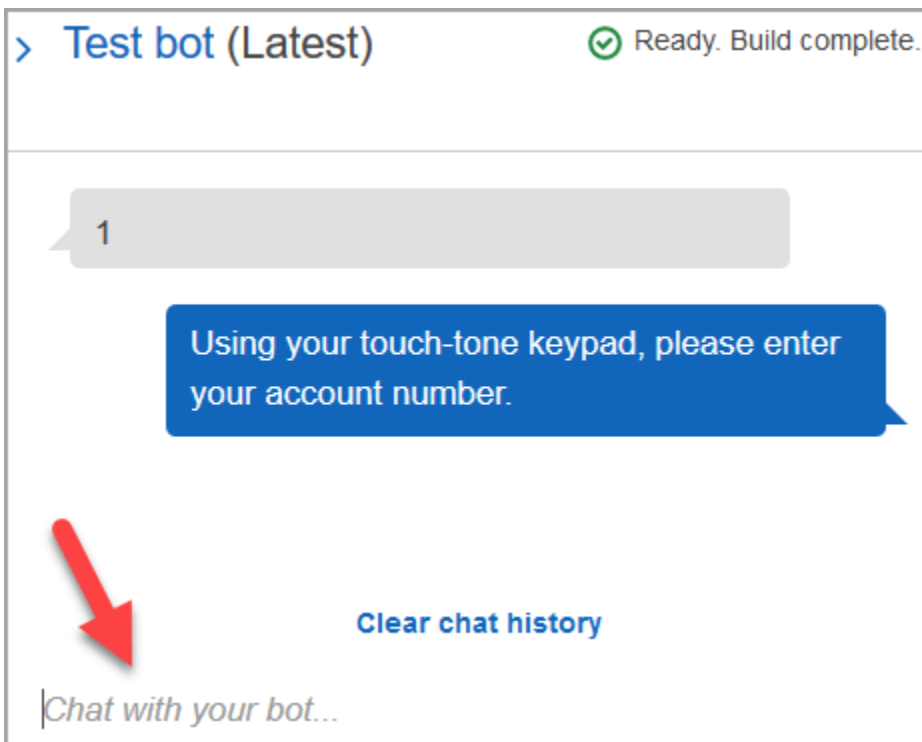 Test bot (Latest)
Ready. Build complete.
1
Using your touch-tone keypad, please enter
your account number.
Clear chat history
Chat with your bot...